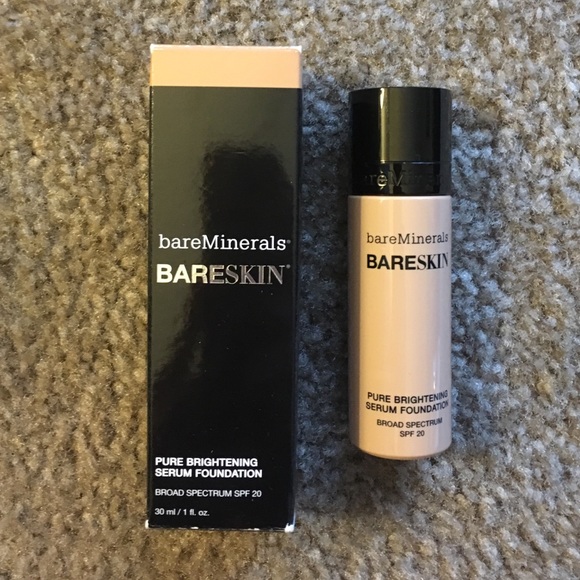 bareMinerals®
BARESKIN®
PURE BRIGHTENING
SERUM FOUNDATION
BROAD SPECTRUM SPF 20
30 ml / 1 fl. oz.
bareMinerals
BARESKIN
PURE BRIGHTENING
SERUM FOUNDATION
BROAD SPECTRUM
SPF 20